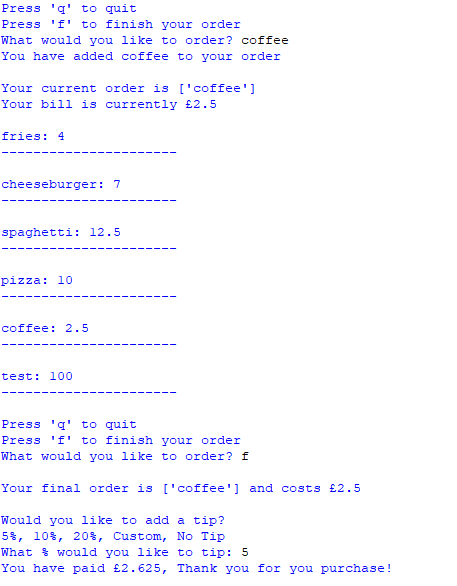 Press 'q' to quit
Press 'f' to finish your order
What would you like to order? coffee
You have added coffee to your order
Your current order is ['coffee']
Your bill is currently £2.5
fries: 4
----------------------
cheeseburger: 7
----------------------
spaghetti: 12.5
----------------------
pizza: 10
----------------------
coffee: 2.5
----------------------
test: 100
----------------------
Press 'q' to quit
Press 'f' to finish your order
What would you like to order? f
Your final order is ['coffee'] and costs £2.5
Would you like to add a tip?
5%, 10%, 20%, Custom, No Tip
What % would you like to tip: 5
You have paid £2.625, Thank you for you purchase!